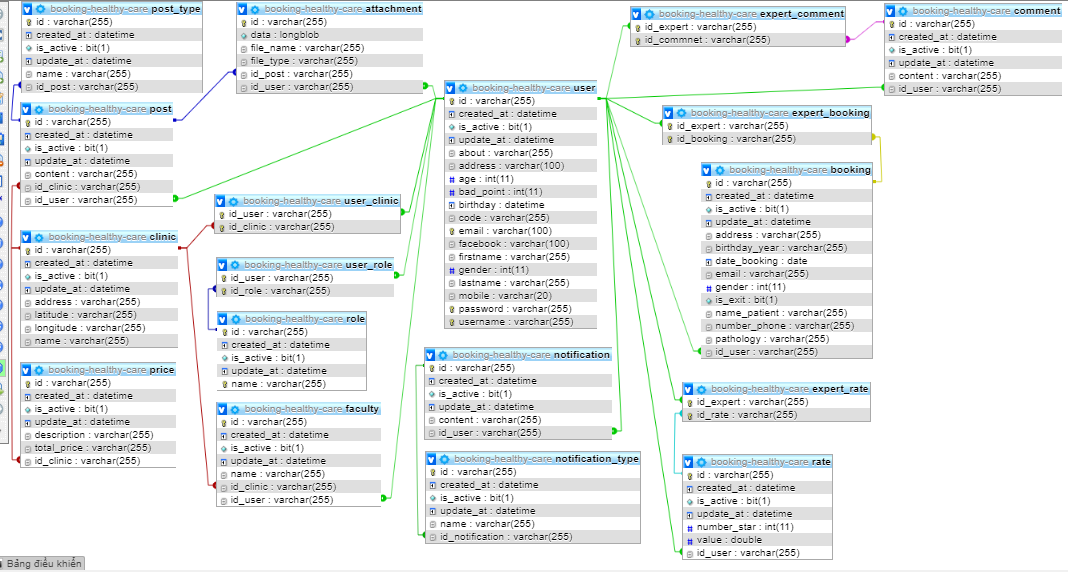 booking-healthy-care post_type
id : varchar(255)
created_at : datetime
is_active : bit(1)
update_at : datetime
name : varchar(255)
id_post : varchar(255)
booking-healthy-care post
id : varchar(255)
created_at : datetime
is_active : bit(1)
update_at : datetime
content : varchar(255)
id_clinic : varchar(255)
id_user : varchar(255)
booking-healthy-care clinic
id : varchar(255)
created_at : datetime
is_active : bit(1)
update_at : datetime
address : varchar(255)
latitude : varchar(255)
longitude : varchar(255)
name : varchar(255)
booking-healthy-care price
id : varchar(255)
created_at : datetime
is_active : bit(1)
update_at : datetime
description : varchar(255)
total_price : varchar(255)
id_clinic : varchar(255)
booking-healthy-care attachment
id : varchar(255)
data : longblob
file_name : varchar(255)
file_type : varchar(255)
id_post : varchar(255)
id_user : varchar(255)
booking-healthy-care user_clinic
id_user : varchar(255)
id_clinic : varchar(255)
booking-healthy-care user_role
id_user : varchar(255)
id_role : varchar(255)
booking-healthy-care role
id : varchar(255)
created_at : datetime
is_active : bit(1)
update_at : datetime
name : varchar(255)
booking-healthy-care faculty
id : varchar(255)
created_at : datetime
is_active : bit(1)
update_at : datetime
name : varchar(255)
id_clinic : varchar(255)
id_user : varchar(255)
booking-healthy-care user
id : varchar(255)
created_at : datetime
is_active : bit(1)
update_at : datetime
about : varchar(255)
address : varchar(100)
age : int(11)
bad_point : int(11)
birthday : datetime
code : varchar(255)
email : varchar(100)
facebook : varchar(100)
firstname : varchar(255)
gender : int(11)
lastname : varchar(255)
mobile : varchar(20)
password : varchar(255)
username : varchar(255)
booking-healthy-care notification
id : varchar(255)
created_at : datetime
is_active : bit(1)
update_at : datetime
content : varchar(255)
id_user : varchar(255)
booking-healthy-care notification_type
id : varchar(255)
created_at : datetime
is_active : bit(1)
update_at : datetime
name : varchar(255)
id_notification : varchar(255)
booking-healthy-care expert_comment
id_expert : varchar(255)
id_commnet : varchar(255)
booking-healthy-care comment
id : varchar(255)
created_at : datetime
is_active : bit(1)
update_at : datetime
content : varchar(255)
id_user : varchar(255)
booking-healthy-care expert_booking
id_expert : varchar(255)
id_booking : varchar(255)
booking-healthy-care booking
id : varchar(255)
created_at : datetime
is_active : bit(1)
update_at : datetime
address : varchar(255)
birthday_year : varchar(255)
date_booking : date
email : varchar(255)
gender : int(11)
is_exit : bit(1)
name_patient : varchar(255)
number_phone : varchar(255)
pathology : varchar(255)
id_user : varchar(255)
booking-healthy-care expert_rate
id_expert : varchar(255)
id_rate : varchar(255)
booking-healthy-care rate
id : varchar(255)
created_at : datetime
is_active : bit(1)
update_at : datetime
number_star : int(11)
value : double
id_user : varchar(255)
Bảng điều khiển